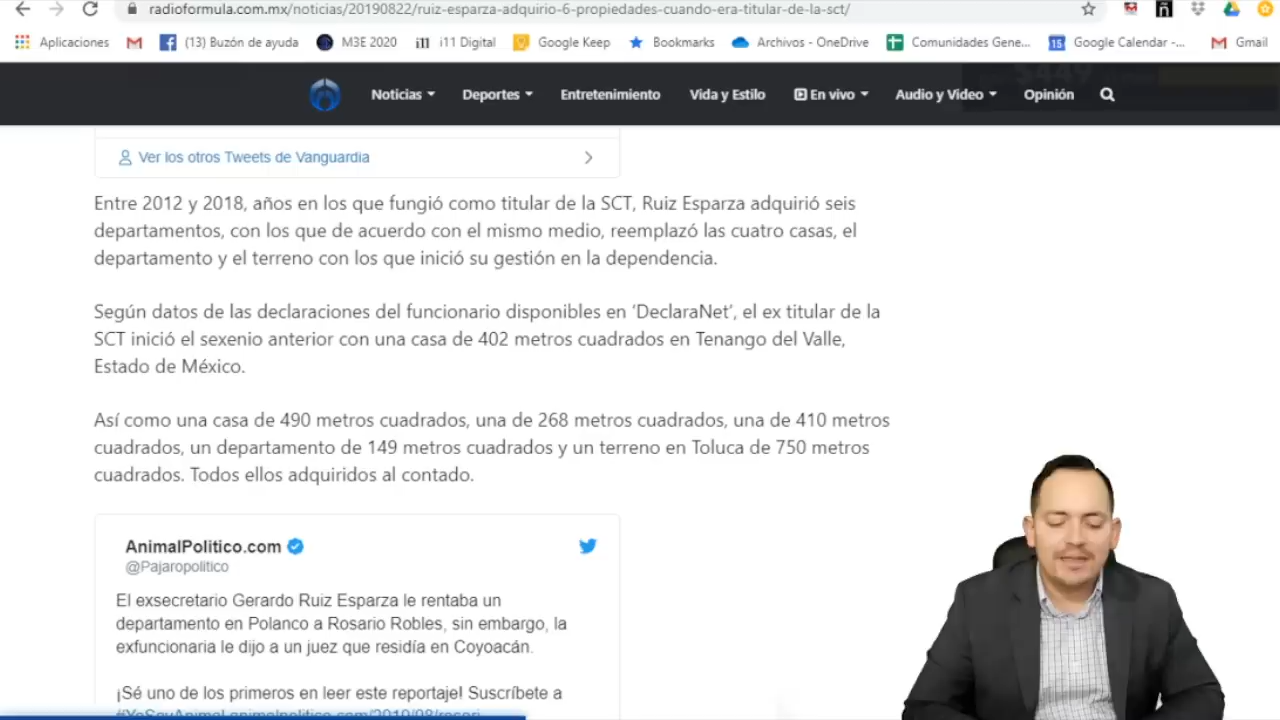 radioformula.com.mx/noticias/20190822/ruiz-esparza-adquirio-6-propiedades-cuando-era-titular-de-la-sct/
Aplicaciones (13) Buzón de ayuda M3E 2020 i11 Digital Google Keep Bookmarks Archivos - OneDrive Comunidades Gene... Google Calendar -... Gmail
Noticias Deportes Entretenimiento Vida y Estilo En vivo Audio y Video Opinión
Ver los otros Tweets de Vanguardia
Entre 2012 y 2018, años en los que fungió como titular de la SCT, Ruiz Esparza adquirió seis
departamentos, con los que de acuerdo con el mismo medio, reemplazó las cuatro casas, el
departamento y el terreno con los que inició su gestión en la dependencia.
Según datos de las declaraciones del funcionario disponibles en ‘DeclaraNet’, el ex titular de la
SCT inició el sexenio anterior con una casa de 402 metros cuadrados en Tenango del Valle,
Estado de México.
Así como una casa de 490 metros cuadrados, una de 268 metros cuadrados, una de 410 metros
cuadrados, un departamento de 149 metros cuadrados y un terreno en Toluca de 750 metros
cuadrados. Todos ellos adquiridos al contado.
AnimalPolitico.com
@Pajaropolitico
El exsecretario Gerardo Ruiz Esparza le rentaba un
departamento en Polanco a Rosario Robles, sin embargo, la
exfuncionaria le dijo a un juez que residía en Coyoacán.
¡Sé uno de los primeros en leer este reportaje! Suscríbete a
#YoSoyAnimal animalpolitico.com/2019/08/rosari